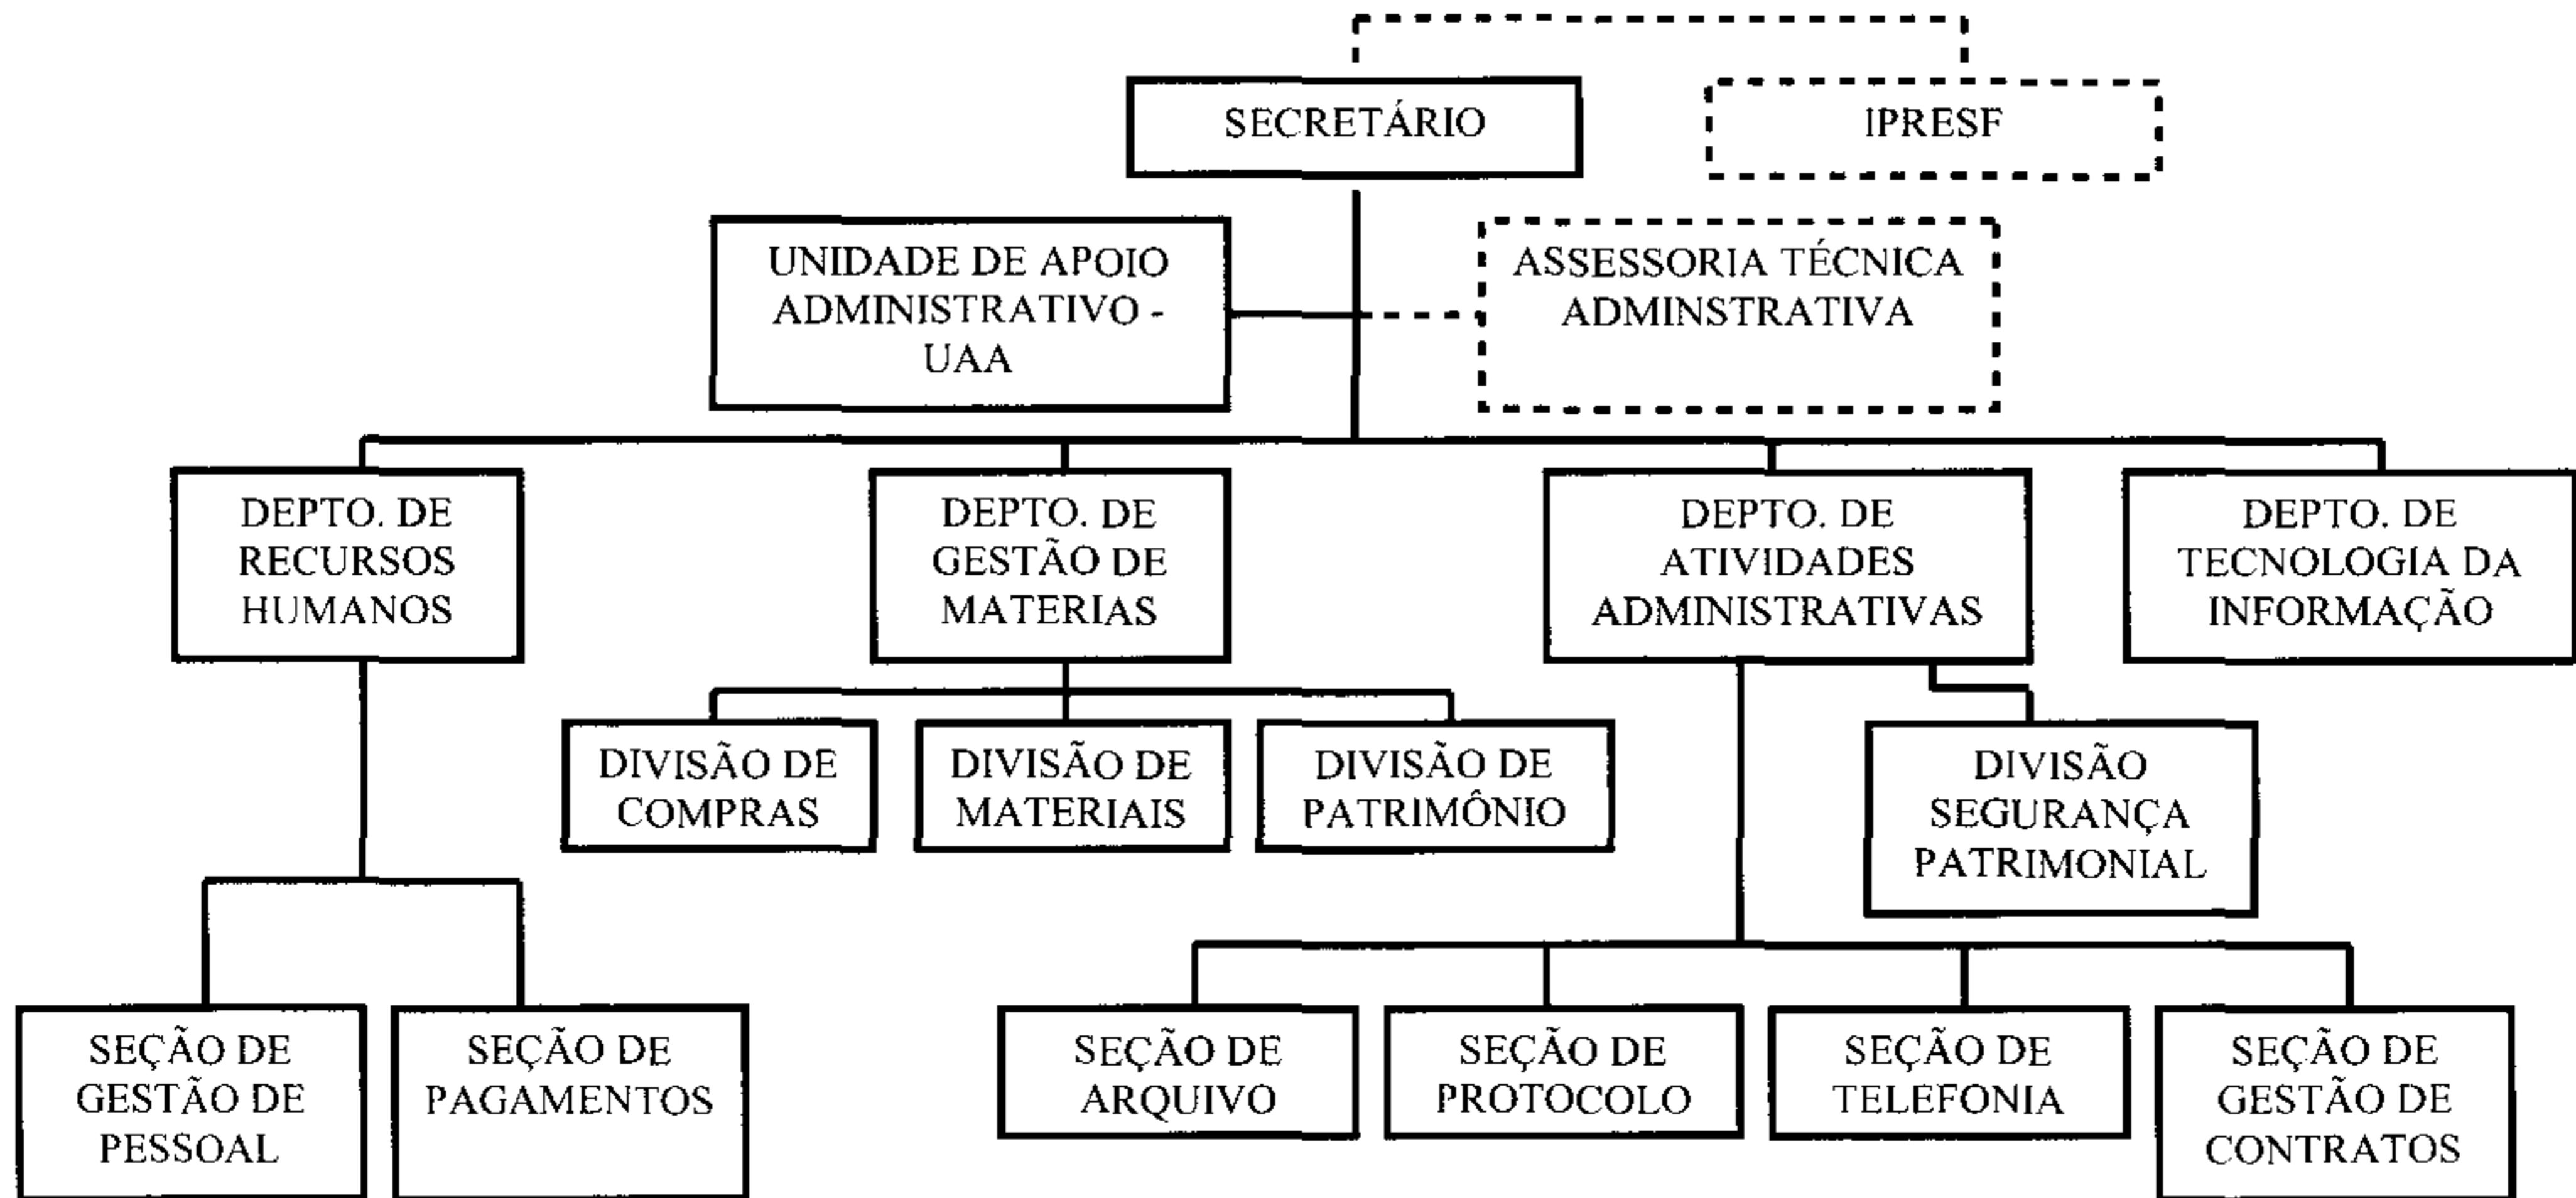 SECRETÁRIO
IPRESF
UNIDADE DE APOIO
ADMINISTRATIVO -
UAA
ASSESSORIA TÉCNICA
ADMINSTRATIVA
DEPTO. DE
RECURSOS
HUMANOS
DEPTO. DE
GESTÃO DE
MATERIAS
DEPTO. DE
ATIVIDADES
ADMINISTRATIVAS
DEPTO. DE
TECNOLOGIA DA
INFORMAÇÃO
DIVISÃO DE
COMPRAS
DIVISÃO DE
MATERIAIS
DIVISÃO DE
PATRIMÔNIO
DIVISÃO
SEGURANÇA
PATRIMONIAL
SEÇÃO DE
GESTÃO DE
PESSOAL
SEÇÃO DE
PAGAMENTOS
SEÇÃO DE
ARQUIVO
SEÇÃO DE
PROTOCOLO
SEÇÃO DE
TELEFONIA
SEÇÃO DE
GESTÃO DE
CONTRATOS